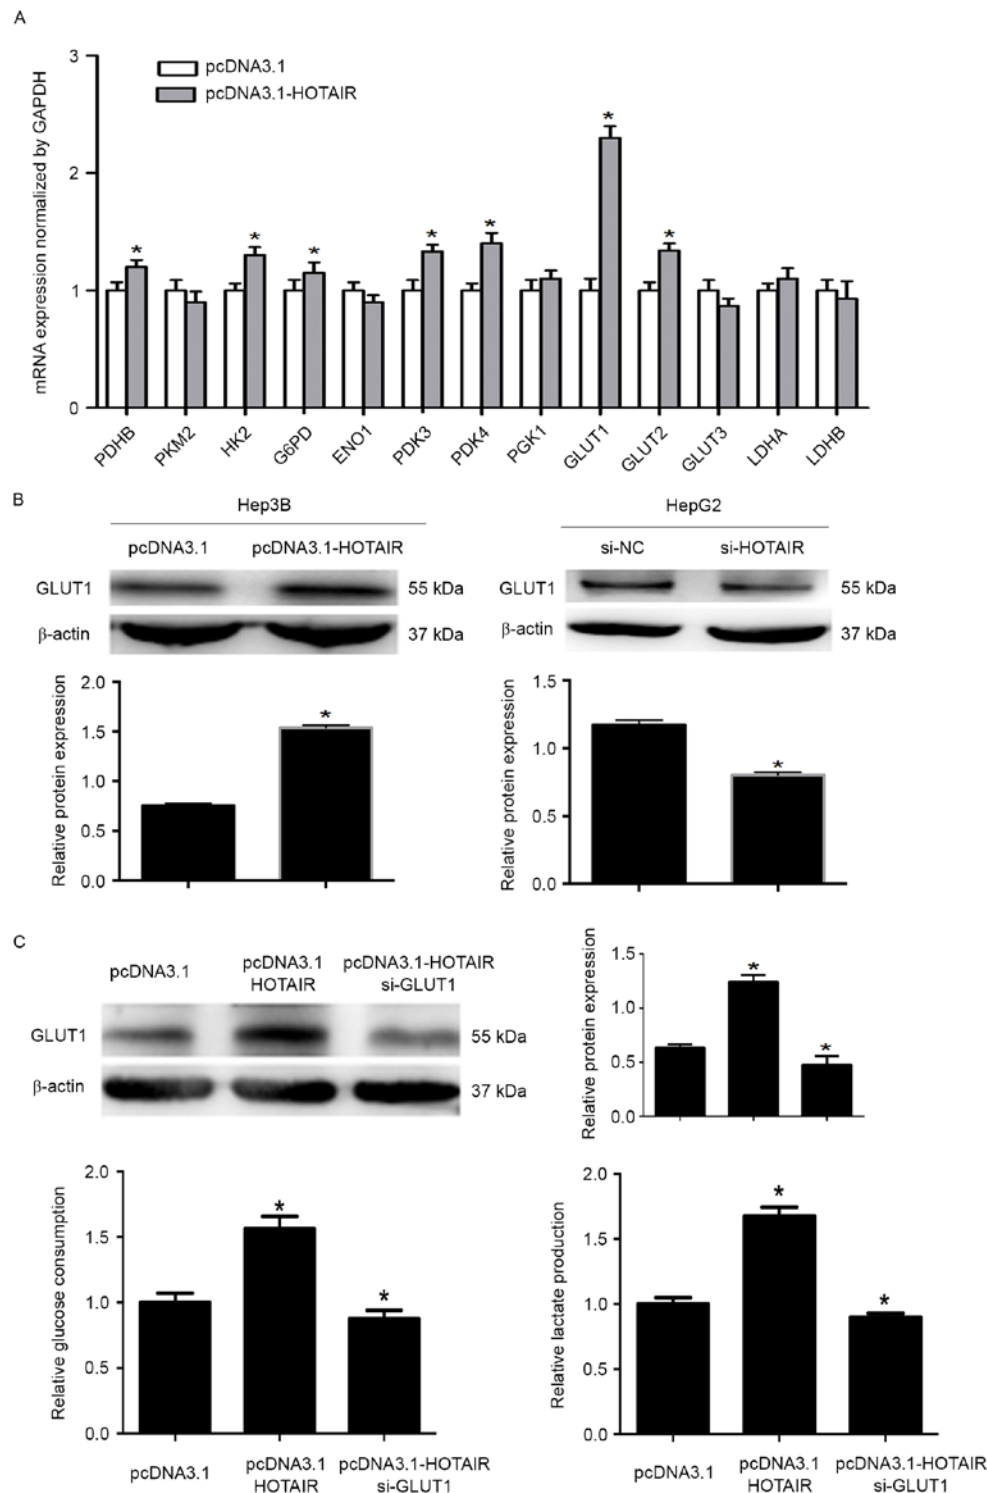 A
mRNA expression normalized by GAPDH
3
2
1
0
pcDNA3.1
pcDNA3.1-HOTAIR
*
*
*
*
*
*
*
PDHB
PKM2
HK2
G6PD
ENO1
PDK3
PDK4
PGK1
GLUT1
GLUT2
GLUT3
LDHA
LDHB
B
Hep3B
pcDNA3.1
pcDNA3.1-HOTAIR
GLUT1
55 kDa
β-actin
37 kDa
HepG2
si-NC
si-HOTAIR
GLUT1
55 kDa
β-actin
37 kDa
Relative protein expression
2.0
1.5
1.0
0.5
0.0
*
Relative protein expression
1.5
1.0
0.5
0.0
*
C
pcDNA3.1
pcDNA3.1
HOTAIR
pcDNA3.1-HOTAIR
si-GLUT1
GLUT1
55 kDa
β-actin
37 kDa
Relative protein expression
1.5
1.0
0.5
0.0
*
*
Relative glucose consumption
2.0
1.5
1.0
0.5
0.0
*
*
pcDNA3.1
pcDNA3.1
HOTAIR
pcDNA3.1-HOTAIR
si-GLUT1
Relative lactate production
2.0
1.5
1.0
0.5
0.0
*
*
pcDNA3.1
pcDNA3.1
HOTAIR
pcDNA3.1-HOTAIR
si-GLUT1